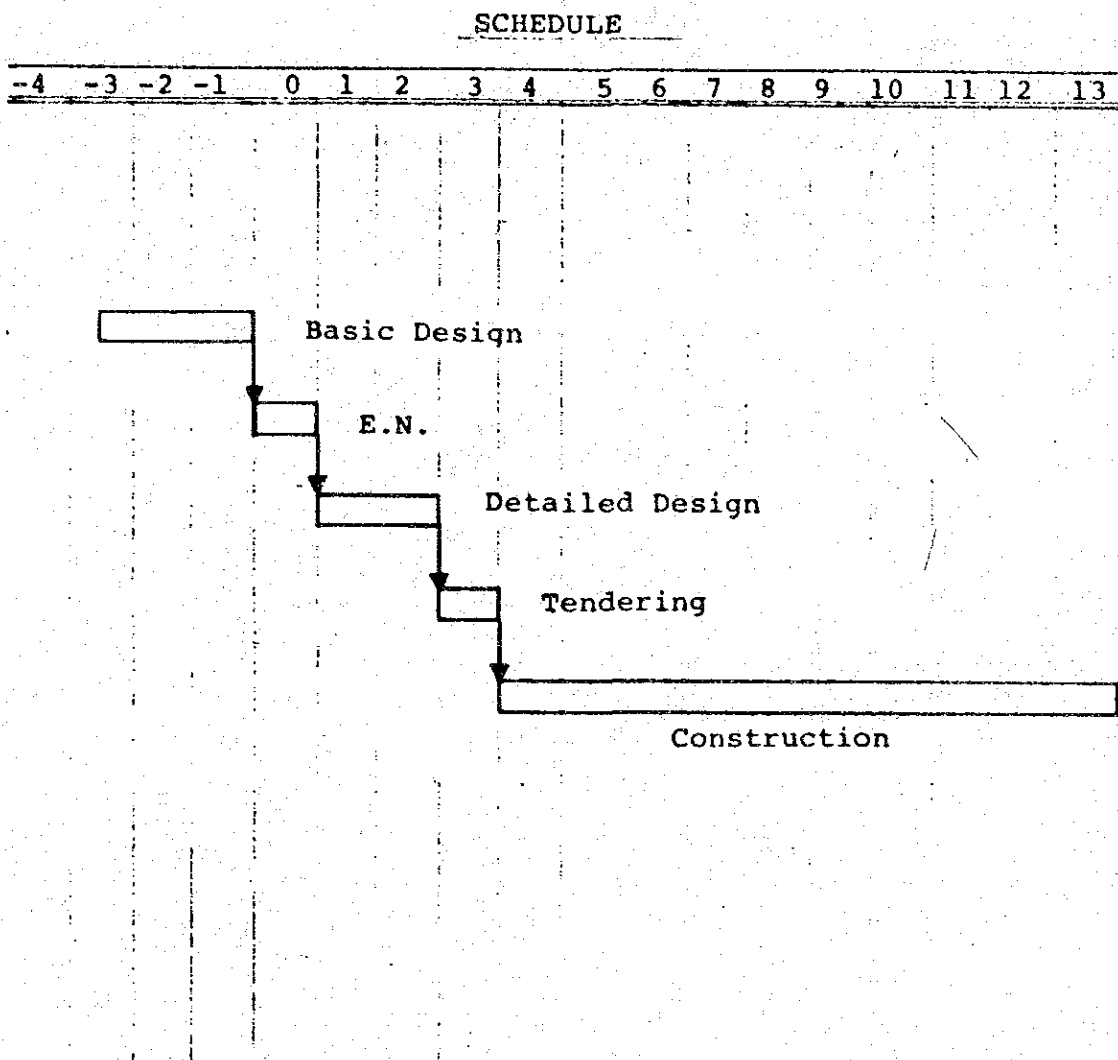 SCHEDULE
-4 -3 -2 -1 0 1 2 3 4 5 6 7 8 9 10 11 12 13
Basic Design
E.N.
Detailed Design
Tendering
Construction